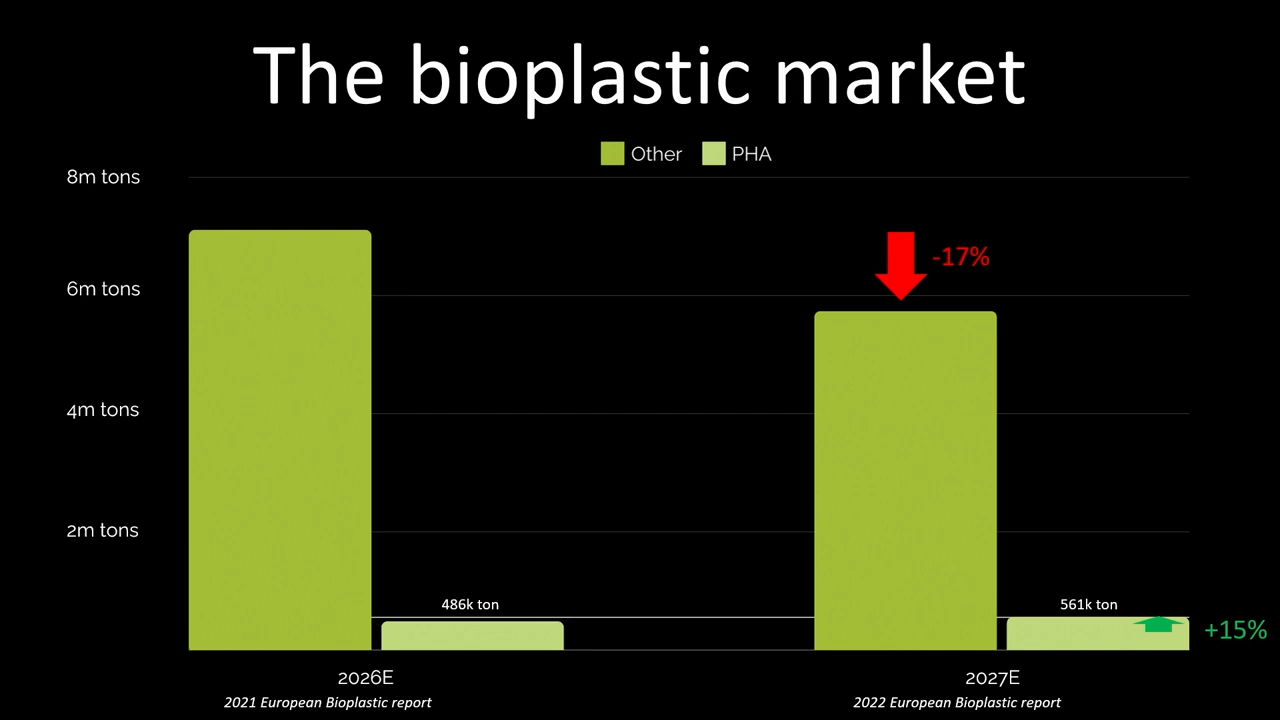 The bioplastic market
Other PHA
8m tons
-17%
6m tons
4m tons
2m tons
486k ton 561k ton
+15%
2026E 2027E
2021 European Bioplastic report 2022 European Bioplastic report